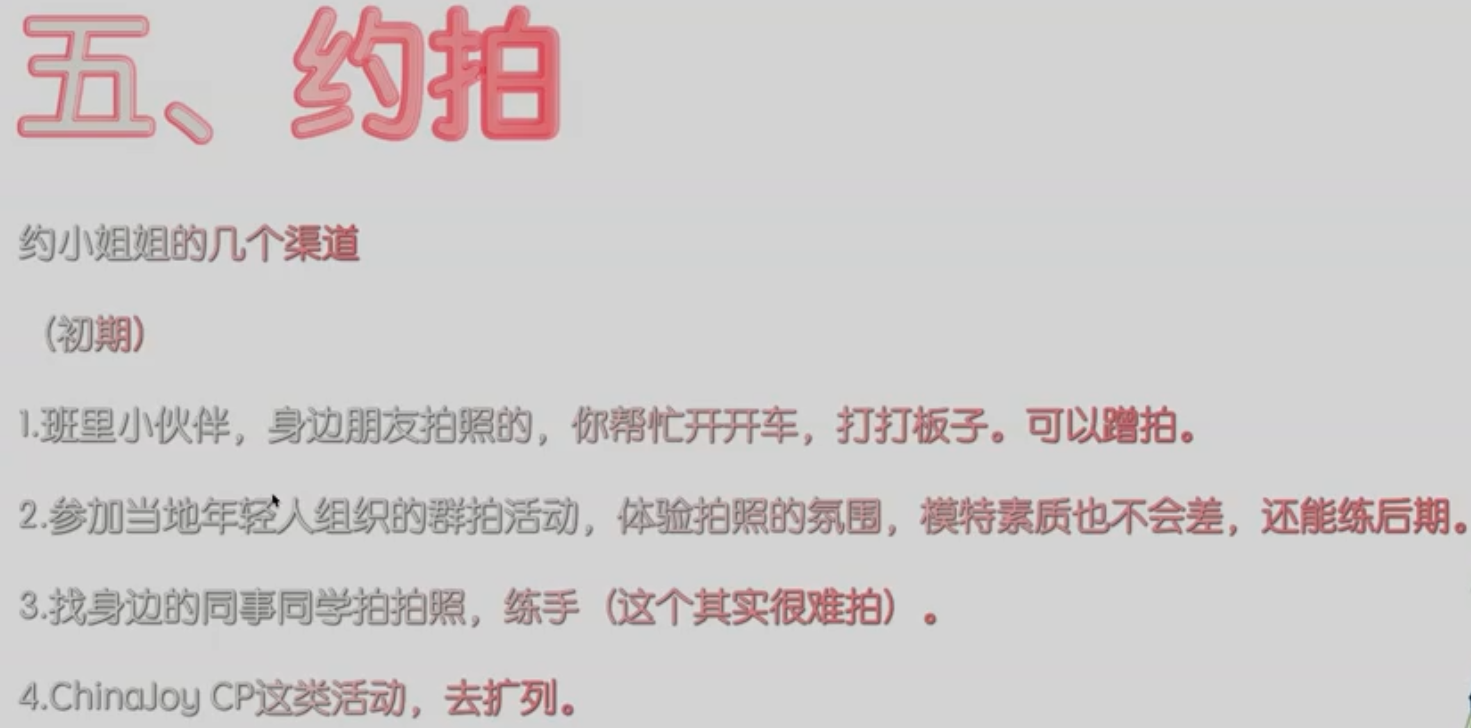 五、约拍
约小姐姐的几个渠道
（初期）
1.班里小伙伴，身边朋友拍照的，你帮忙开开车，打打板子。可以蹭拍。
2.参加当地年轻人组织的群拍活动，体验拍照的氛围，模特素质也不会差，还能练后期。
3.找身边的同事同学拍拍照，练手（这个其实很难拍）。
4.ChinaJoy CP这类活动，去扩列。